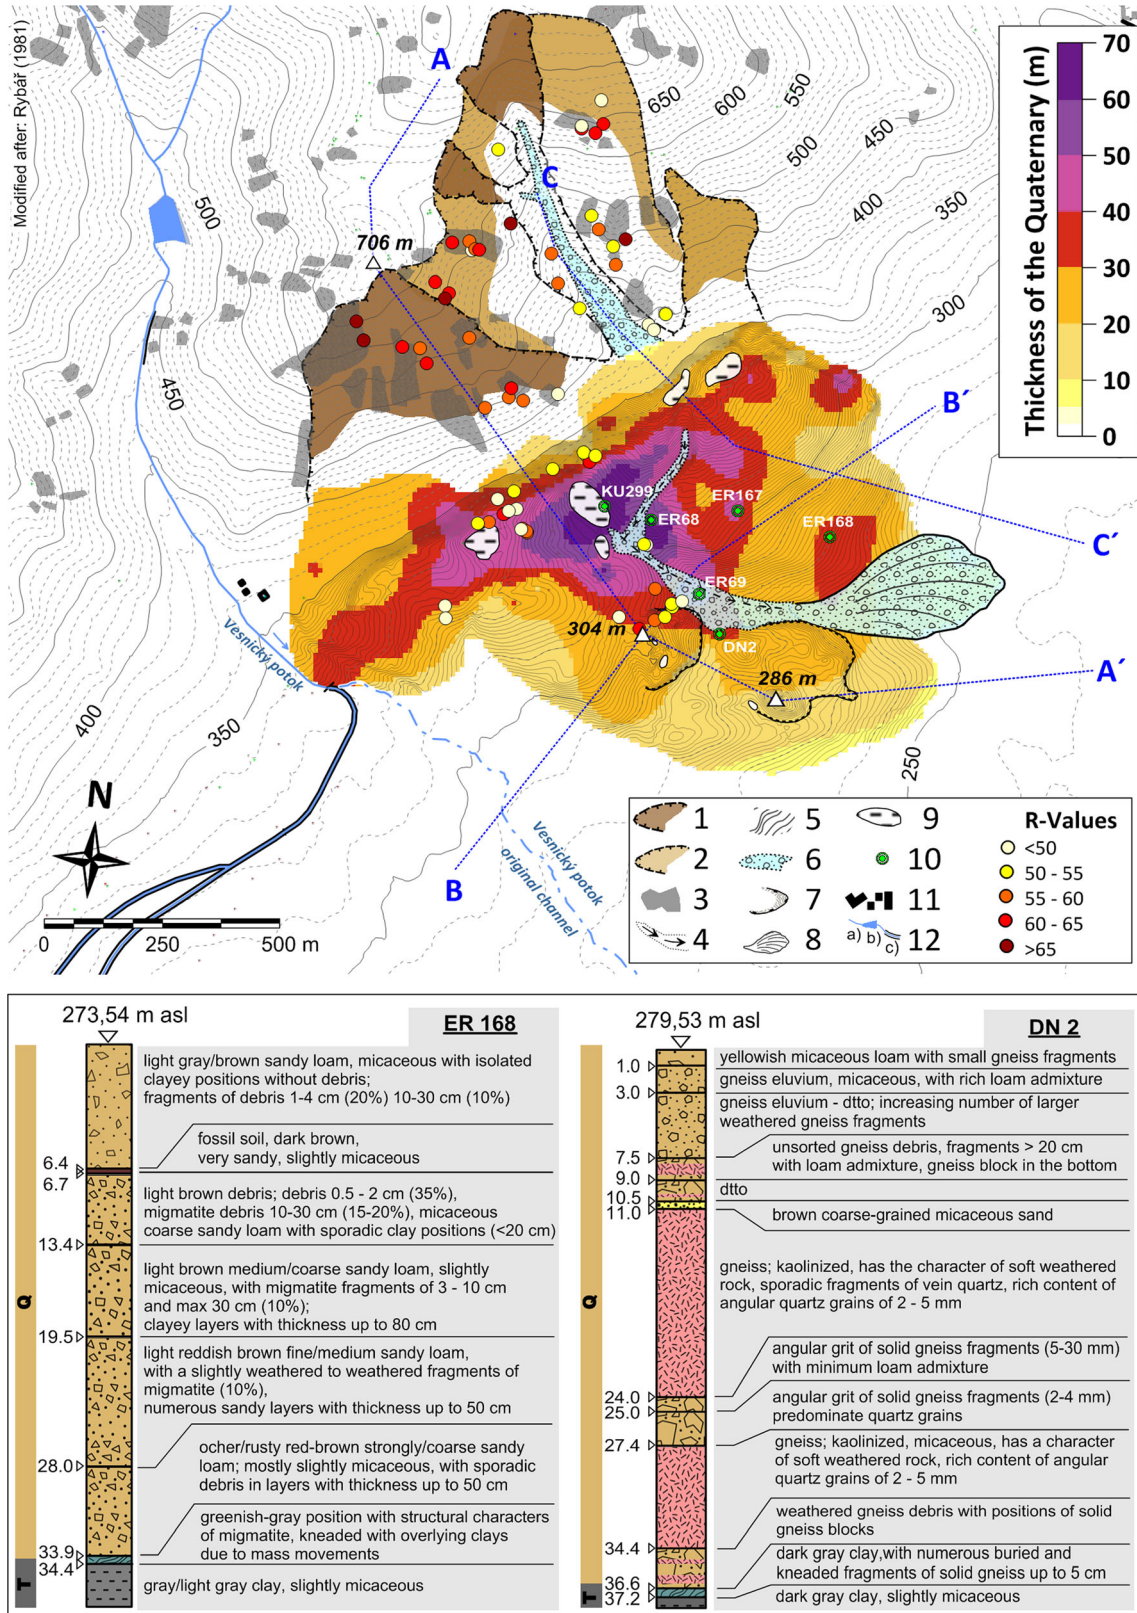 Modified after: Rybář (1981)
A
C
706 m
500
450
650
600
550
500
450
400
350
300
Thickness of the Quaternary (m)
70
60
50
40
30
20
10
0
B´
C´
A´
KU299
ER68
ER167
ER168
ER69
DN2
304 m
286 m
Vesnický potok
400
350
250
N
B
Vesnický potok
original channel
0
250
500 m
1
2
3
4
5
6
7
8
9
10
11
a) b) c)
12
R-Values
<50
50 - 55
55 - 60
60 - 65
>65
273,54 m asl
ER 168
Q
T
6.4
6.7
13.4
19.5
28.0
33.9
34.4
light gray/brown sandy loam, micaceous with isolated
clayey positions without debris;
fragments of debris 1-4 cm (20%) 10-30 cm (10%)
fossil soil, dark brown,
very sandy, slightly micaceous
light brown debris; debris 0.5 - 2 cm (35%),
migmatite debris 10-30 cm (15-20%), micaceous
coarse sandy loam with sporadic clay positions (<20 cm)
light brown medium/coarse sandy loam, slightly
micaceous, with migmatite fragments of 3 - 10 cm
and max 30 cm (10%);
clayey layers with thickness up to 80 cm
light reddish brown fine/medium sandy loam,
with a slightly weathered to weathered fragments of
migmatite (10%),
numerous sandy layers with thickness up to 50 cm
ocher/rusty red-brown strongly/coarse sandy
loam; mostly slightly micaceous, with sporadic
debris in layers with thickness up to 50 cm
greenish-gray position with structural characters
of migmatite, kneaded with overlying clays
due to mass movements
gray/light gray clay, slightly micaceous
279,53 m asl
DN 2
Q
T
1.0
3.0
7.5
9.0
10.5
11.0
24.0
25.0
27.4
34.4
36.6
37.2
yellowish micaceous loam with small gneiss fragments
gneiss eluvium, micaceous, with rich loam admixture
gneiss eluvium - dtto; increasing number of larger
weathered gneiss fragments
unsorted gneiss debris, fragments > 20 cm
with loam admixture, gneiss block in the bottom
dtto
brown coarse-grained micaceous sand
gneiss; kaolinized, has the character of soft weathered
rock, sporadic fragments of vein quartz, rich content of
angular quartz grains of 2 - 5 mm
angular grit of solid gneiss fragments (5-30 mm)
with minimum loam admixture
angular grit of solid gneiss fragments (2-4 mm)
predominate quartz grains
gneiss; kaolinized, micaceous, has a character
of soft weathered rock, rich content of angular
quartz grains of 2 - 5 mm
weathered gneiss debris with positions of solid
gneiss blocks
dark gray clay,with numerous buried and
kneaded fragments of solid gneiss up to 5 cm
dark gray clay, slightly micaceous